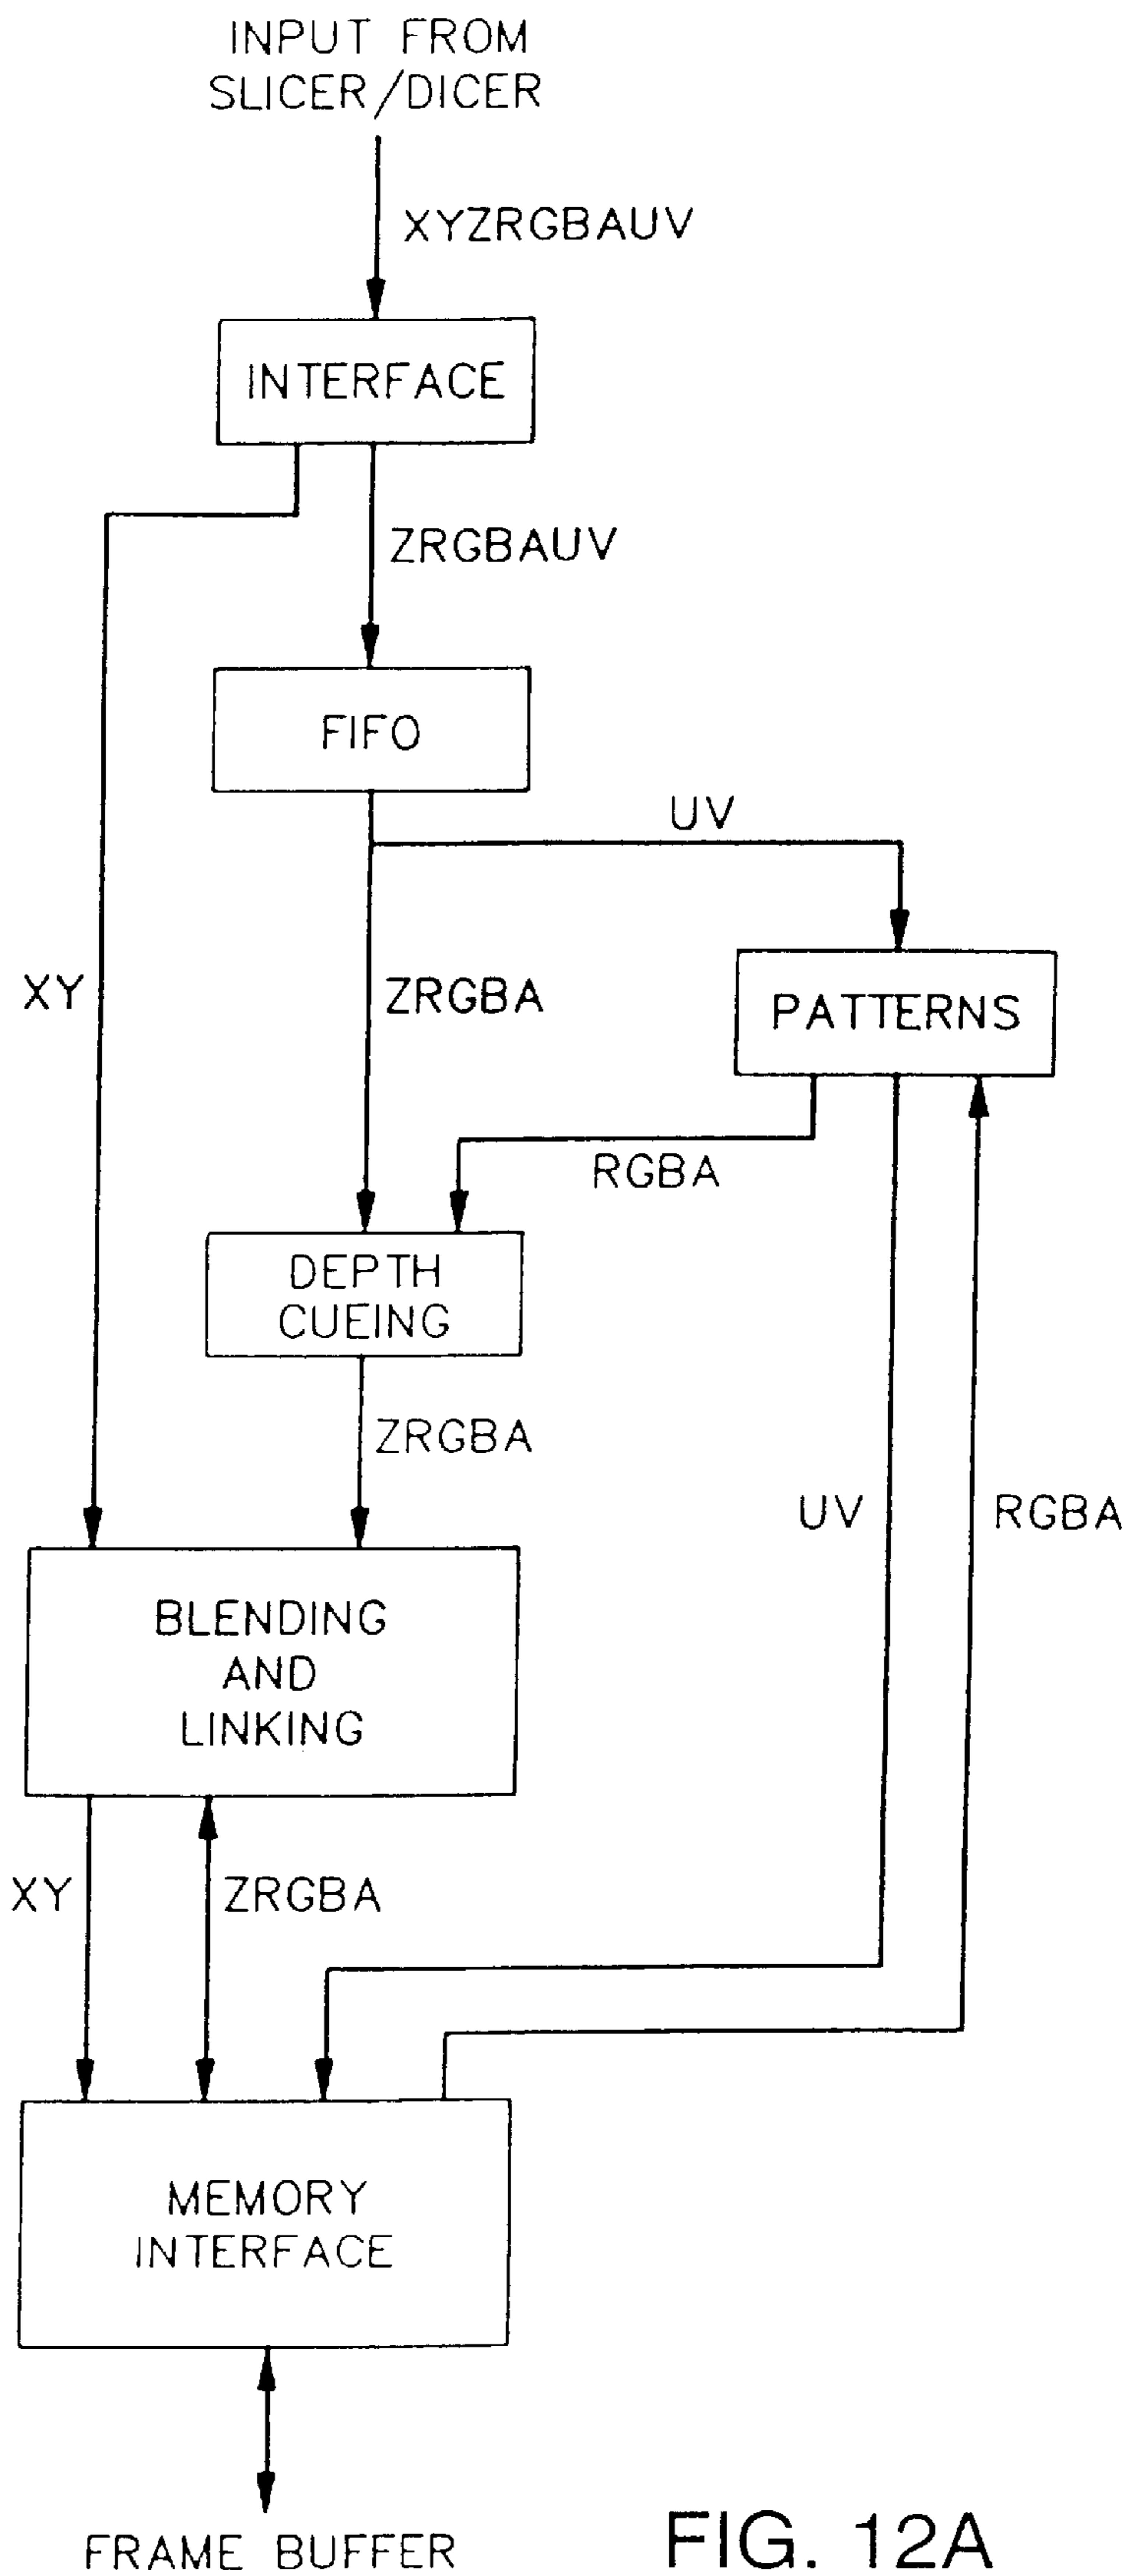 INPUT FROM
SLICER/DICER
XYZRGBAUV
INTERFACE
ZRGBAUV
FIFO
UV
XY
ZRGBA
PATTERNS
RGBA
DEPTH
CUEING
ZRGBA
UV
RGBA
BLENDING
AND
LINKING
XY
ZRGBA
MEMORY
INTERFACE
FRAME BUFFER
FIG. 12A